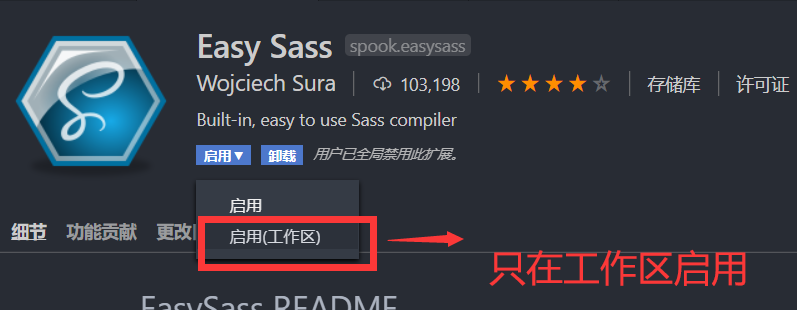 Easy Sass spook.easysass
Wojciech Sura 103,198 存储库 许可证
Built-in, easy to use Sass compiler
启用▼ 卸载 用户已全局禁用此扩展。
启用
细节 功能贡献 更改
启用(工作区)
只在工作区启用
EasySass README